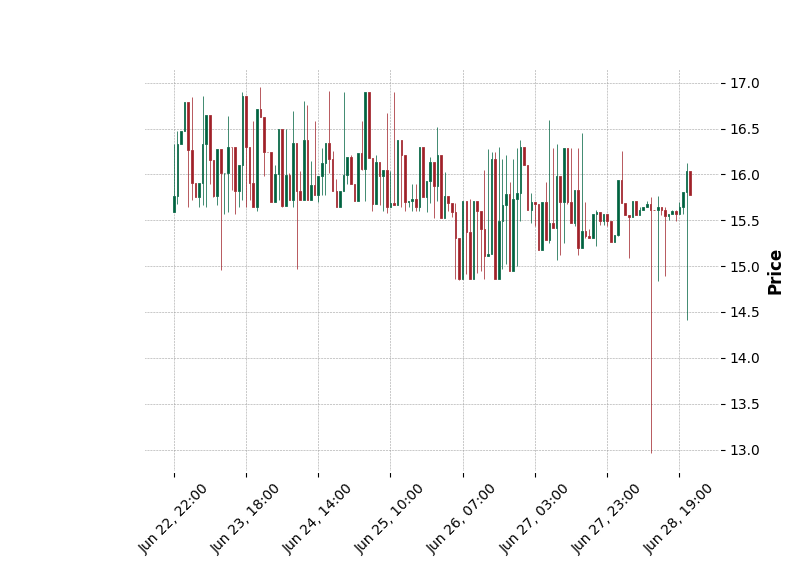 17.0
16.5
16.0
15.5
15.0
14.5
14.0
13.5
13.0
Price
Jun 22, 22:00
Jun 23, 18:00
Jun 24, 14:00
Jun 25, 10:00
Jun 26, 07:00
Jun 27, 03:00
Jun 27, 23:00
Jun 28, 19:00